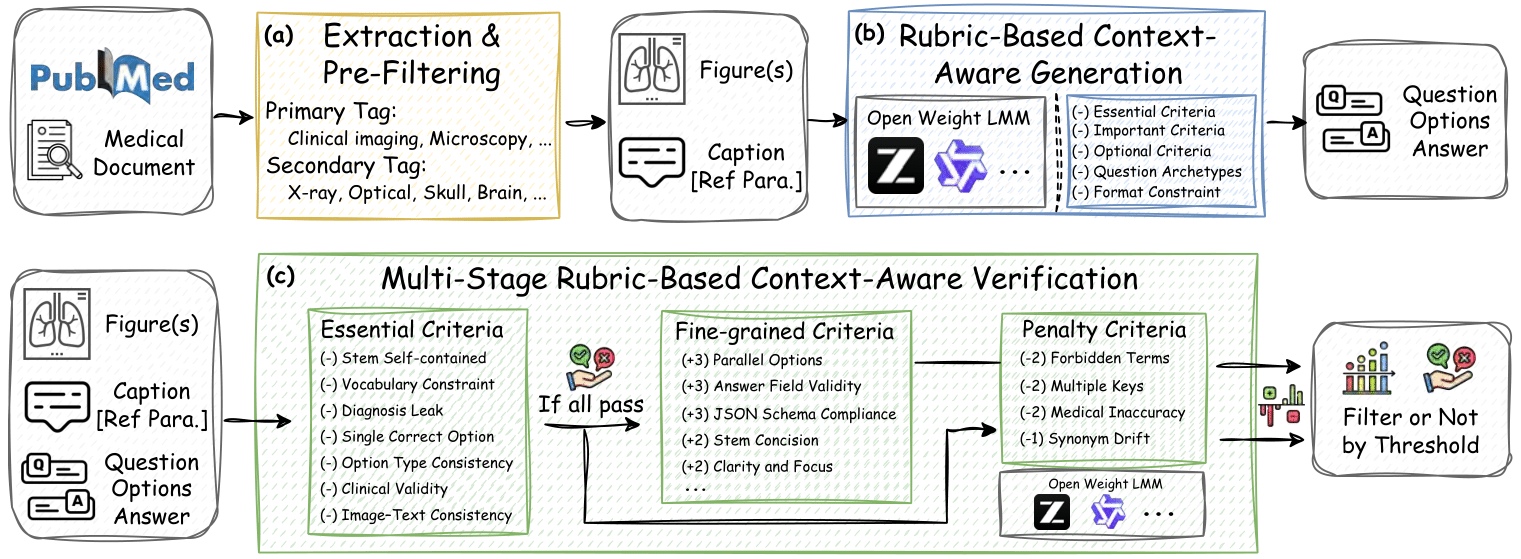 PubMed
Medical
Document
(a) Extraction &
Pre-Filtering
Primary Tag:
Clinical imaging, Microscopy, ...
Secondary Tag:
X-ray, Optical, Skull, Brain, ...
Figure(s)
Caption
[Ref Para.]
(b) Rubric-Based Context-
Aware Generation
Open Weight LMM
Z
...
(-) Essential Criteria
(-) Important Criteria
(-) Optional Criteria
(-) Question Archetypes
(-) Format Constraint
Q
A
Question
Options
Answer
Figure(s)
Caption
[Ref Para.]
Q
A
Question
Options
Answer
(c) Multi-Stage Rubric-Based Context-Aware Verification
Essential Criteria
(-) Stem Self-contained
(-) Vocabulary Constraint
(-) Diagnosis Leak
(-) Single Correct Option
(-) Option Type Consistency
(-) Clinical Validity
(-) Image-Text Consistency
If all pass
Fine-grained Criteria
(+3) Parallel Options
(+3) Answer Field Validity
(+3) JSON Schema Compliance
(+2) Stem Concision
(+2) Clarity and Focus
...
Penalty Criteria
(-2) Forbidden Terms
(-2) Multiple Keys
(-2) Medical Inaccuracy
(-1) Synonym Drift
Open Weight LMM
Z
...
Filter or Not
by Threshold